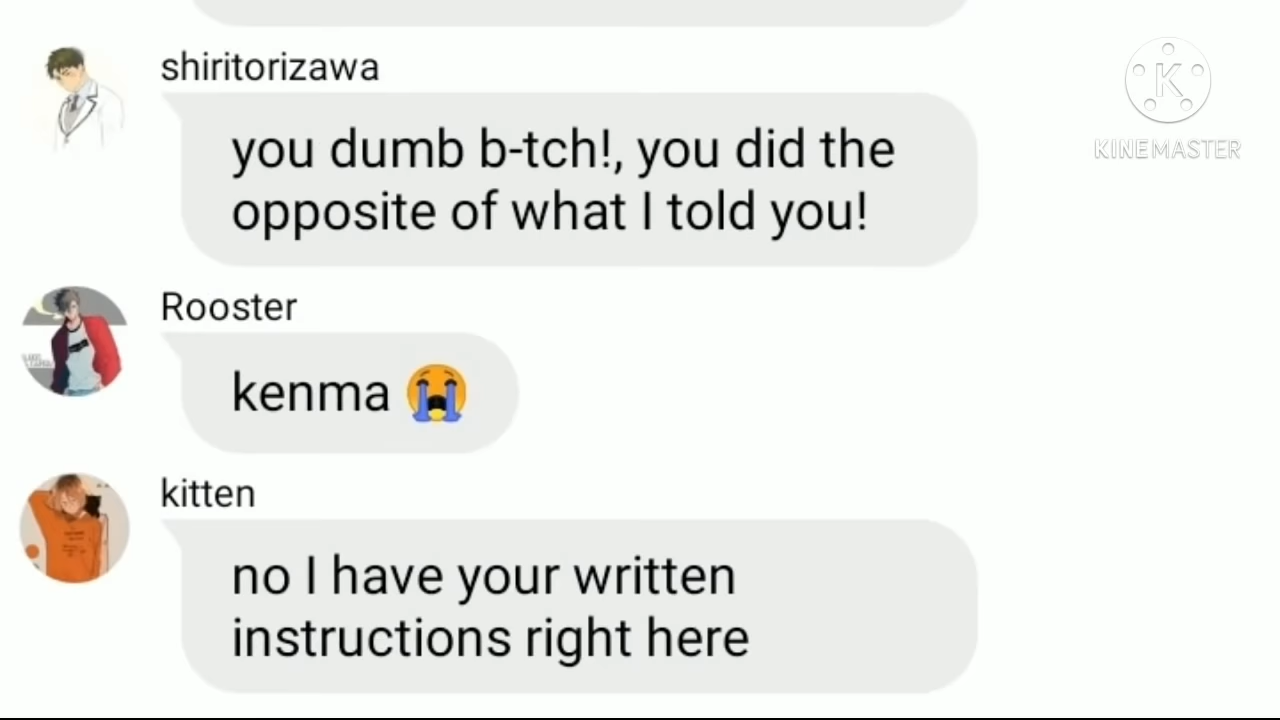 shiritorizawa
you dumb b-tch!, you did the
opposite of what I told you!
Rooster
kenma 😭
kitten
no I have your written
instructions right here
K
KINEMASTER